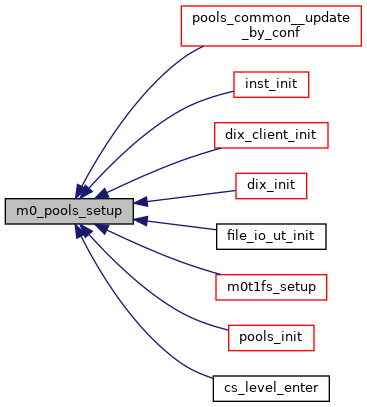 pools_common__update
_by_conf
inst_init
dix_client_init
dix_init
m0_pools_setup
file_io_ut_init
m0t1fs_setup
pools_init
cs_level_enter